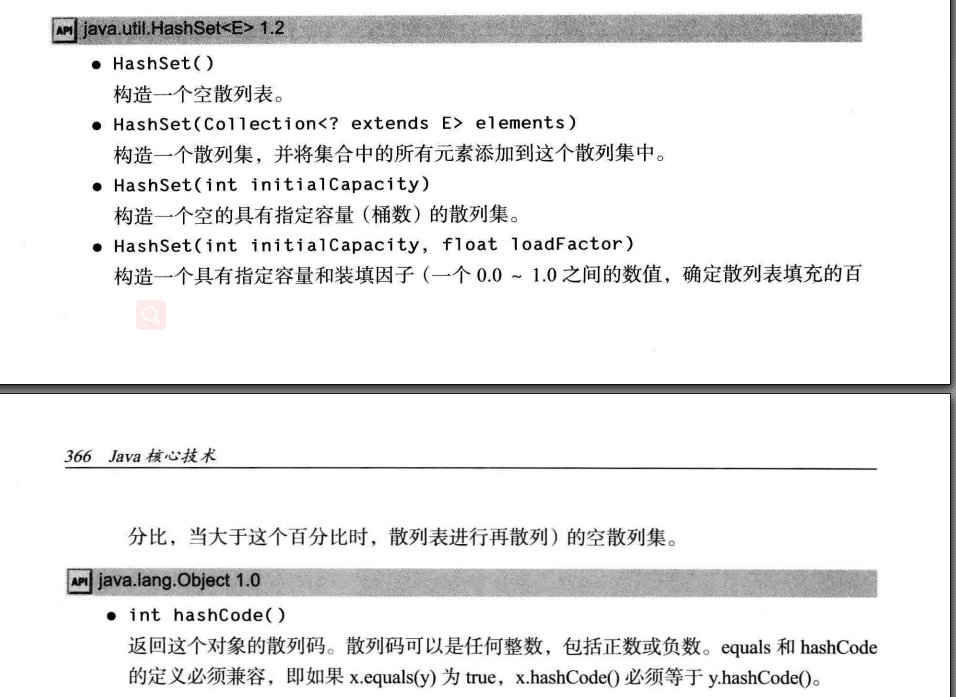 API java.util.HashSet<E> 1.2
● HashSet()
构造一个空散列表。
● HashSet(Collection<? extends E> elements)
构造一个散列集，并将集合中的所有元素添加到这个散列集中。
● HashSet(int initialCapacity)
构造一个空的具有指定容量（桶数）的散列集。
● HashSet(int initialCapacity, float loadFactor)
构造一个具有指定容量和装填因子（一个 0.0 ~ 1.0 之间的数值，确定散列表填充的百
366 Java 核心技术
分比，当大于这个百分比时，散列表进行再散列）的空散列集。
API java.lang.Object 1.0
● int hashCode()
返回这个对象的散列码。散列码可以是任何整数，包括正数或负数。equals 和 hashCode
的定义必须兼容，即如果 x.equals(y) 为 true，x.hashCode() 必须等于 y.hashCode()。